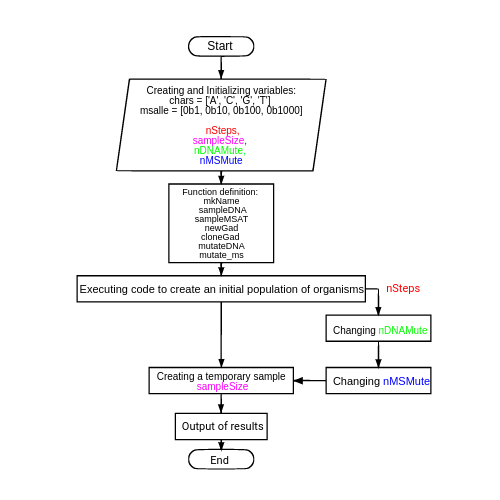 Start
Creating and Initializing variables:
chars = ['A', 'C', 'G', 'T']
msalle = [0b1, 0b10, 0b100, 0b1000]
nSteps,
sampleSize,
nDNAMute,
nMSMute
Function definition:
mkName
sampleDNA
sampleMSAT
newGad
cloneGad
mutateDNA
mutate_ms
Executing code to create an initial population of organisms
nSteps
Changing nDNAMute
Creating a temporary sample
sampleSize
Changing nMSMute
Output of results
End